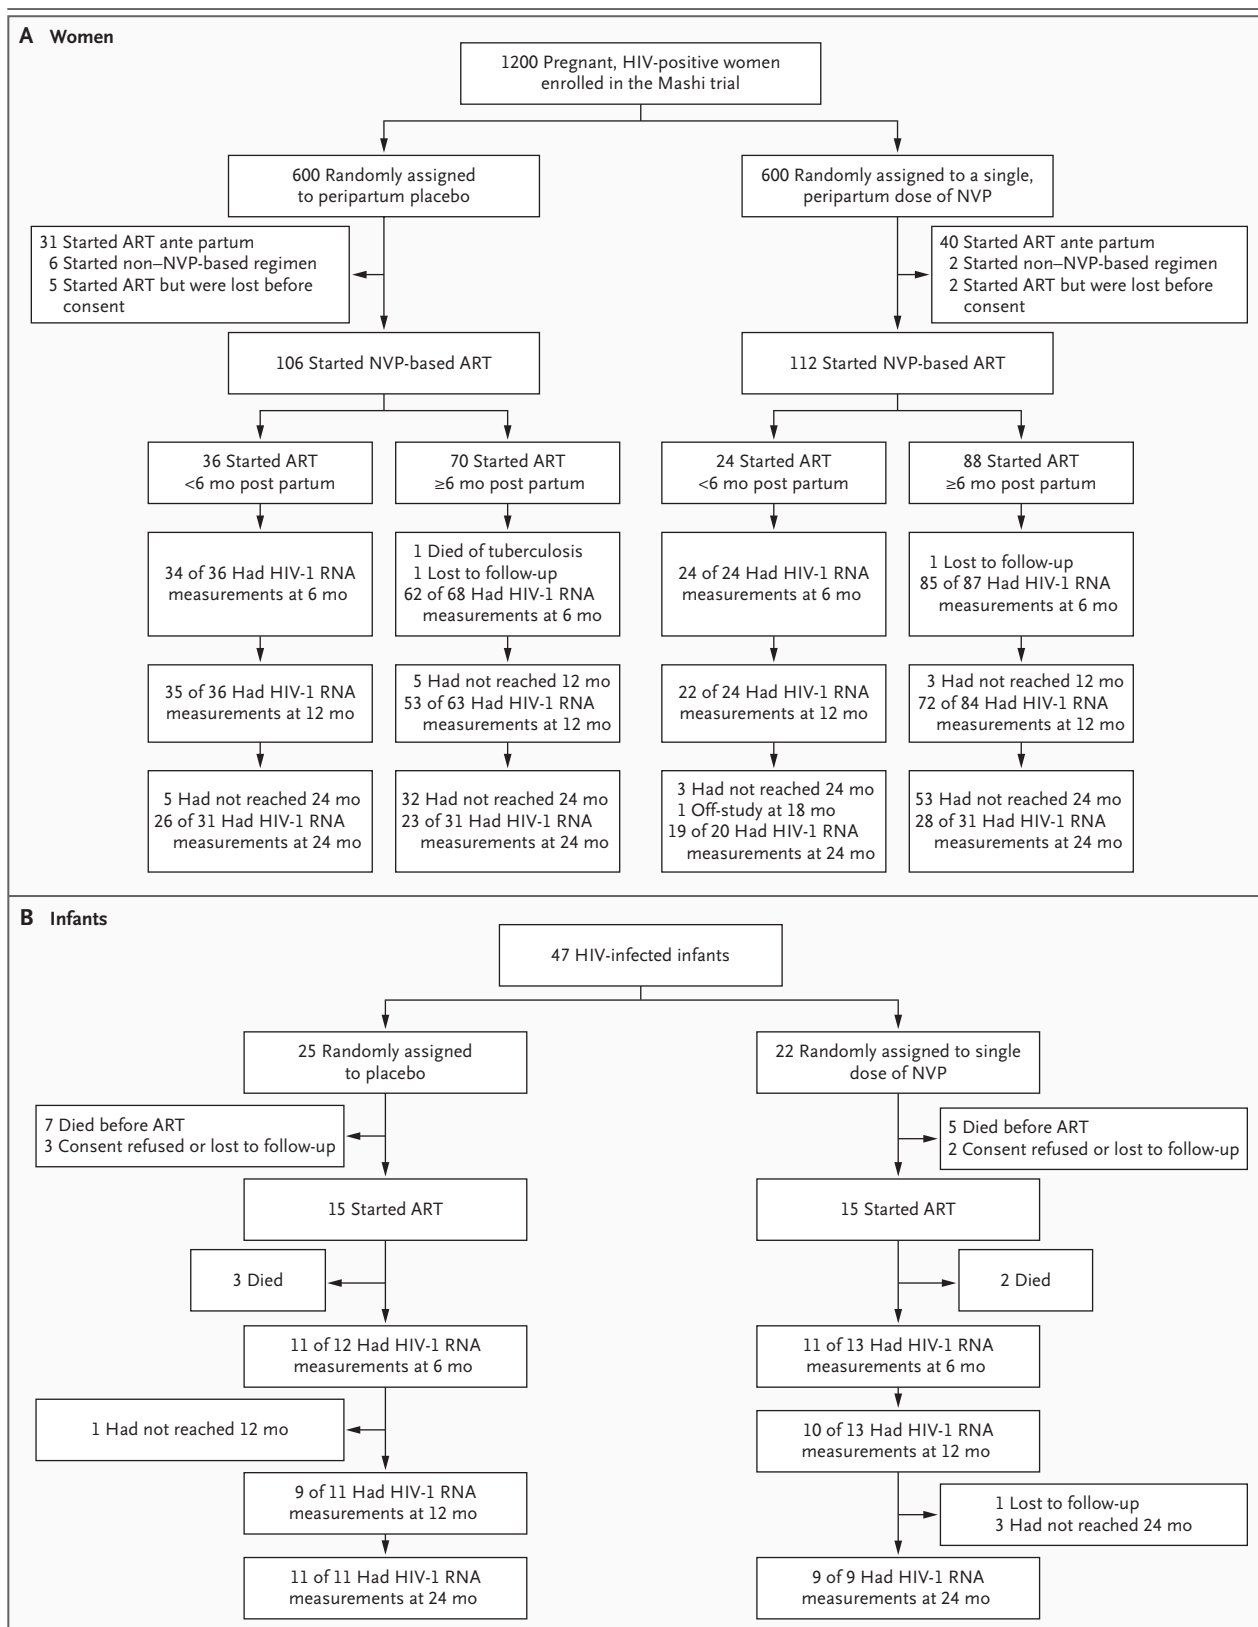 A Women
1200 Pregnant, HIV-positive women
enrolled in the Mashi trial
600 Randomly assigned
to peripartum placebo
600 Randomly assigned to a single,
peripartum dose of NVP
31 Started ART ante partum
6 Started non–NVP-based regimen
5 Started ART but were lost before
consent
40 Started ART ante partum
2 Started non–NVP-based regimen
2 Started ART but were lost before
consent
106 Started NVP-based ART
112 Started NVP-based ART
36 Started ART
<6 mo post partum
70 Started ART
≥6 mo post partum
24 Started ART
<6 mo post partum
88 Started ART
≥6 mo post partum
34 of 36 Had HIV-1 RNA
measurements at 6 mo
1 Died of tuberculosis
1 Lost to follow-up
62 of 68 Had HIV-1 RNA
measurements at 6 mo
24 of 24 Had HIV-1 RNA
measurements at 6 mo
1 Lost to follow-up
85 of 87 Had HIV-1 RNA
measurements at 6 mo
35 of 36 Had HIV-1 RNA
measurements at 12 mo
5 Had not reached 12 mo
53 of 63 Had HIV-1 RNA
measurements at 12 mo
22 of 24 Had HIV-1 RNA
measurements at 12 mo
3 Had not reached 12 mo
72 of 84 Had HIV-1 RNA
measurements at 12 mo
5 Had not reached 24 mo
26 of 31 Had HIV-1 RNA
measurements at 24 mo
32 Had not reached 24 mo
23 of 31 Had HIV-1 RNA
measurements at 24 mo
3 Had not reached 24 mo
1 Off-study at 18 mo
19 of 20 Had HIV-1 RNA
measurements at 24 mo
53 Had not reached 24 mo
28 of 31 Had HIV-1 RNA
measurements at 24 mo
B Infants
47 HIV-infected infants
25 Randomly assigned
to placebo
22 Randomly assigned to single
dose of NVP
7 Died before ART
3 Consent refused or lost to follow-up
5 Died before ART
2 Consent refused or lost to follow-up
15 Started ART
15 Started ART
3 Died
2 Died
11 of 12 Had HIV-1 RNA
measurements at 6 mo
11 of 13 Had HIV-1 RNA
measurements at 6 mo
1 Had not reached 12 mo
10 of 13 Had HIV-1 RNA
measurements at 12 mo
9 of 11 Had HIV-1 RNA
measurements at 12 mo
1 Lost to follow-up
3 Had not reached 24 mo
11 of 11 Had HIV-1 RNA
measurements at 24 mo
9 of 9 Had HIV-1 RNA
measurements at 24 mo